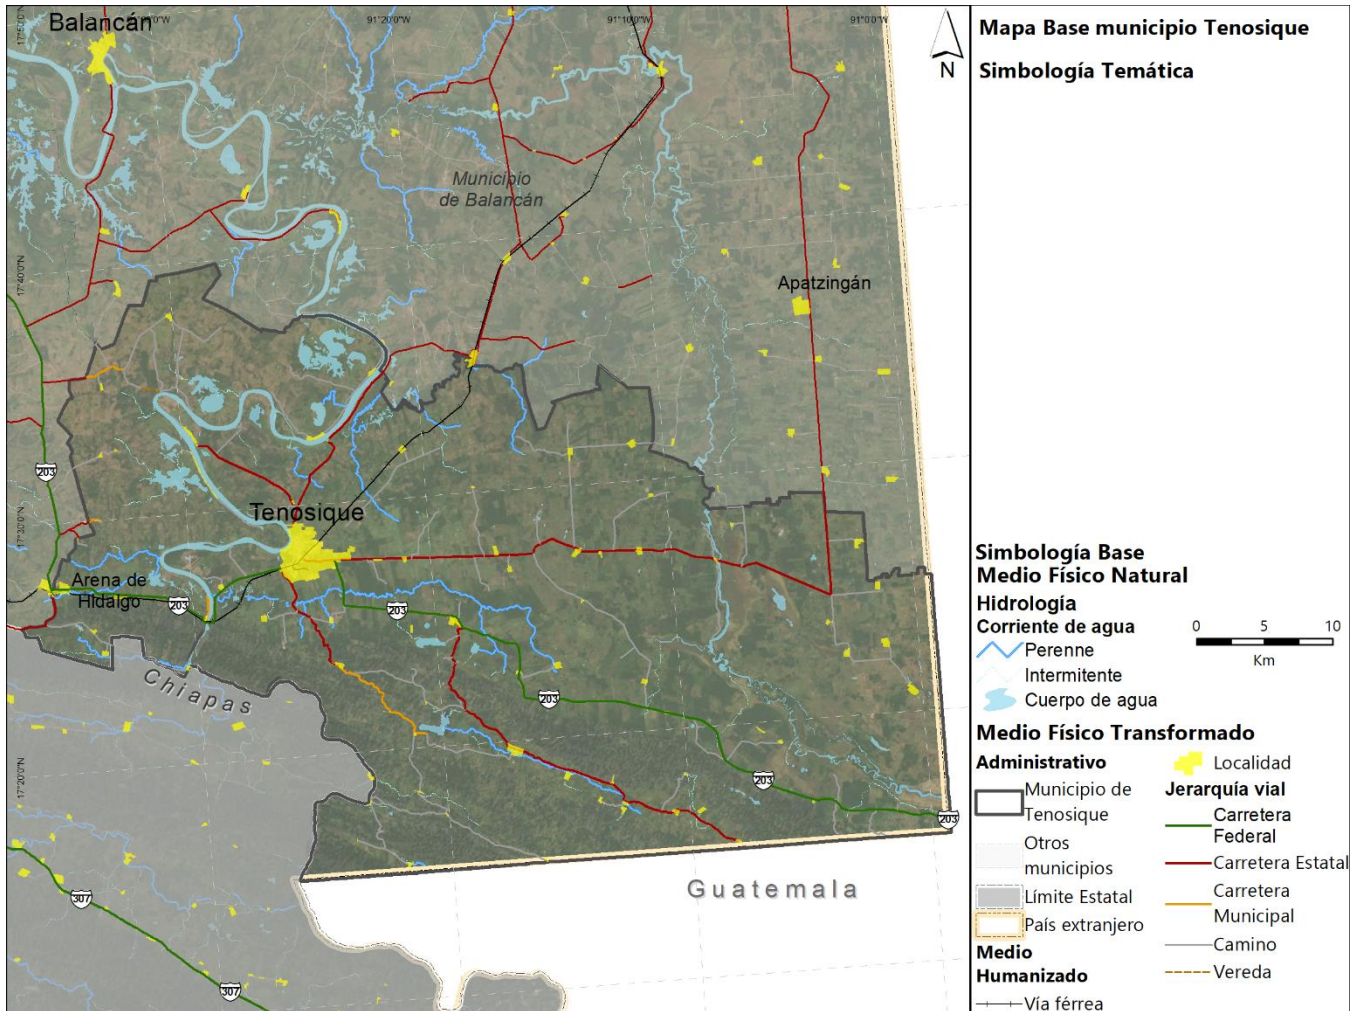 Balancán
91°20'0"W
91°10'0"W
91°0'0"W
17°50'0"N
N
Municipio
de Balancán
17°40'0"N
Apatzingán
17°30'0"N
Tenosique
203
Arena de
Hidalgo
203
203
Chiapas
203
17°20'0"N
203
203
Guatemala
307
307
Mapa Base municipio Tenosique
Simbología Temática
Simbología Base
Medio Físico Natural
Hidrología
Corriente de agua
Perenne
Intermitente
Cuerpo de agua
0 5 10
Km
Medio Físico Transformado
Administrativo
Municipio de
Tenosique
Otros
municipios
Límite Estatal
País extranjero
Medio
Humanizado
Vía férrea
Localidad
Jerarquía vial
Carretera
Federal
Carretera Estatal
Carretera
Municipal
Camino
Vereda